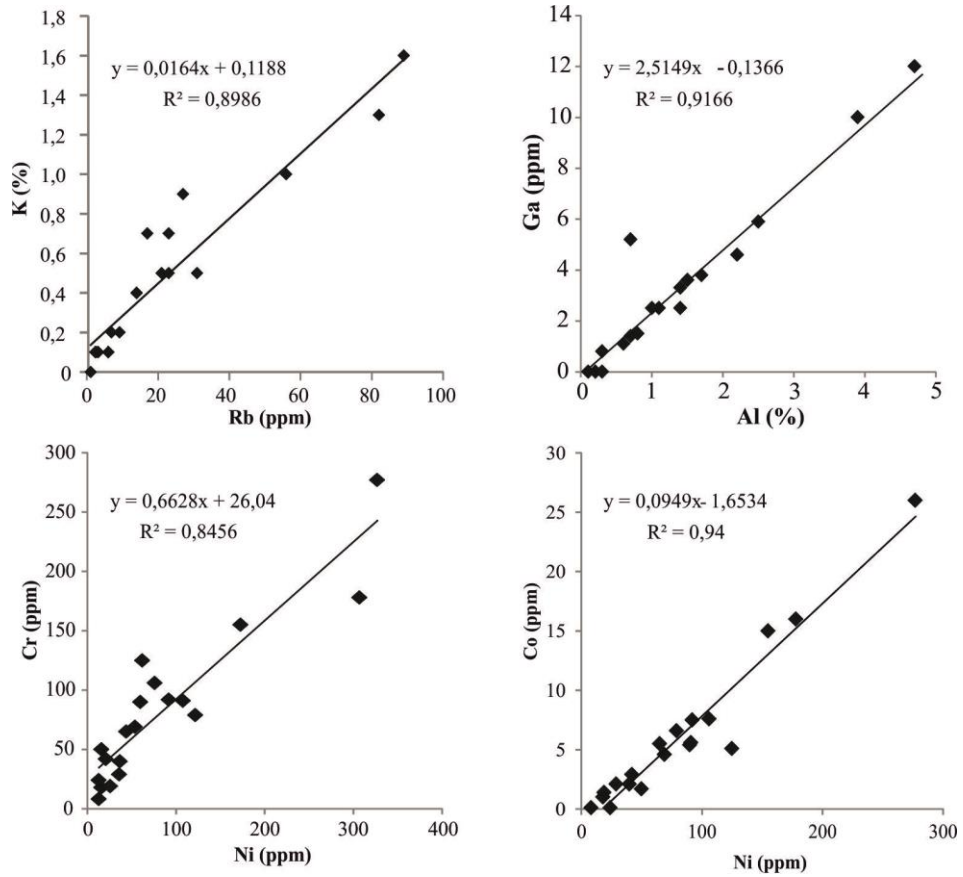 1,8
1,6
1,4
1,2
1,0
0,8
0,6
0,4
0,2
0
K (%)
y = 0,0164x + 0,1188
R² = 0,8986
0 20 40 60 80 100
Rb (ppm)
14
12
10
8
6
4
2
0
Ga (ppm)
y = 2,5149x - 0,1366
R² = 0,9166
0 1 2 3 4 5
Al (%)
300
250
200
150
100
50
0
Cr (ppm)
y = 0,6628x + 26,04
R² = 0,8456
0 100 200 300 400
Ni (ppm)
30
25
20
15
10
5
0
Co (ppm)
y = 0,0949x- 1,6534
R² = 0,94
0 100 200 300
Ni (ppm)